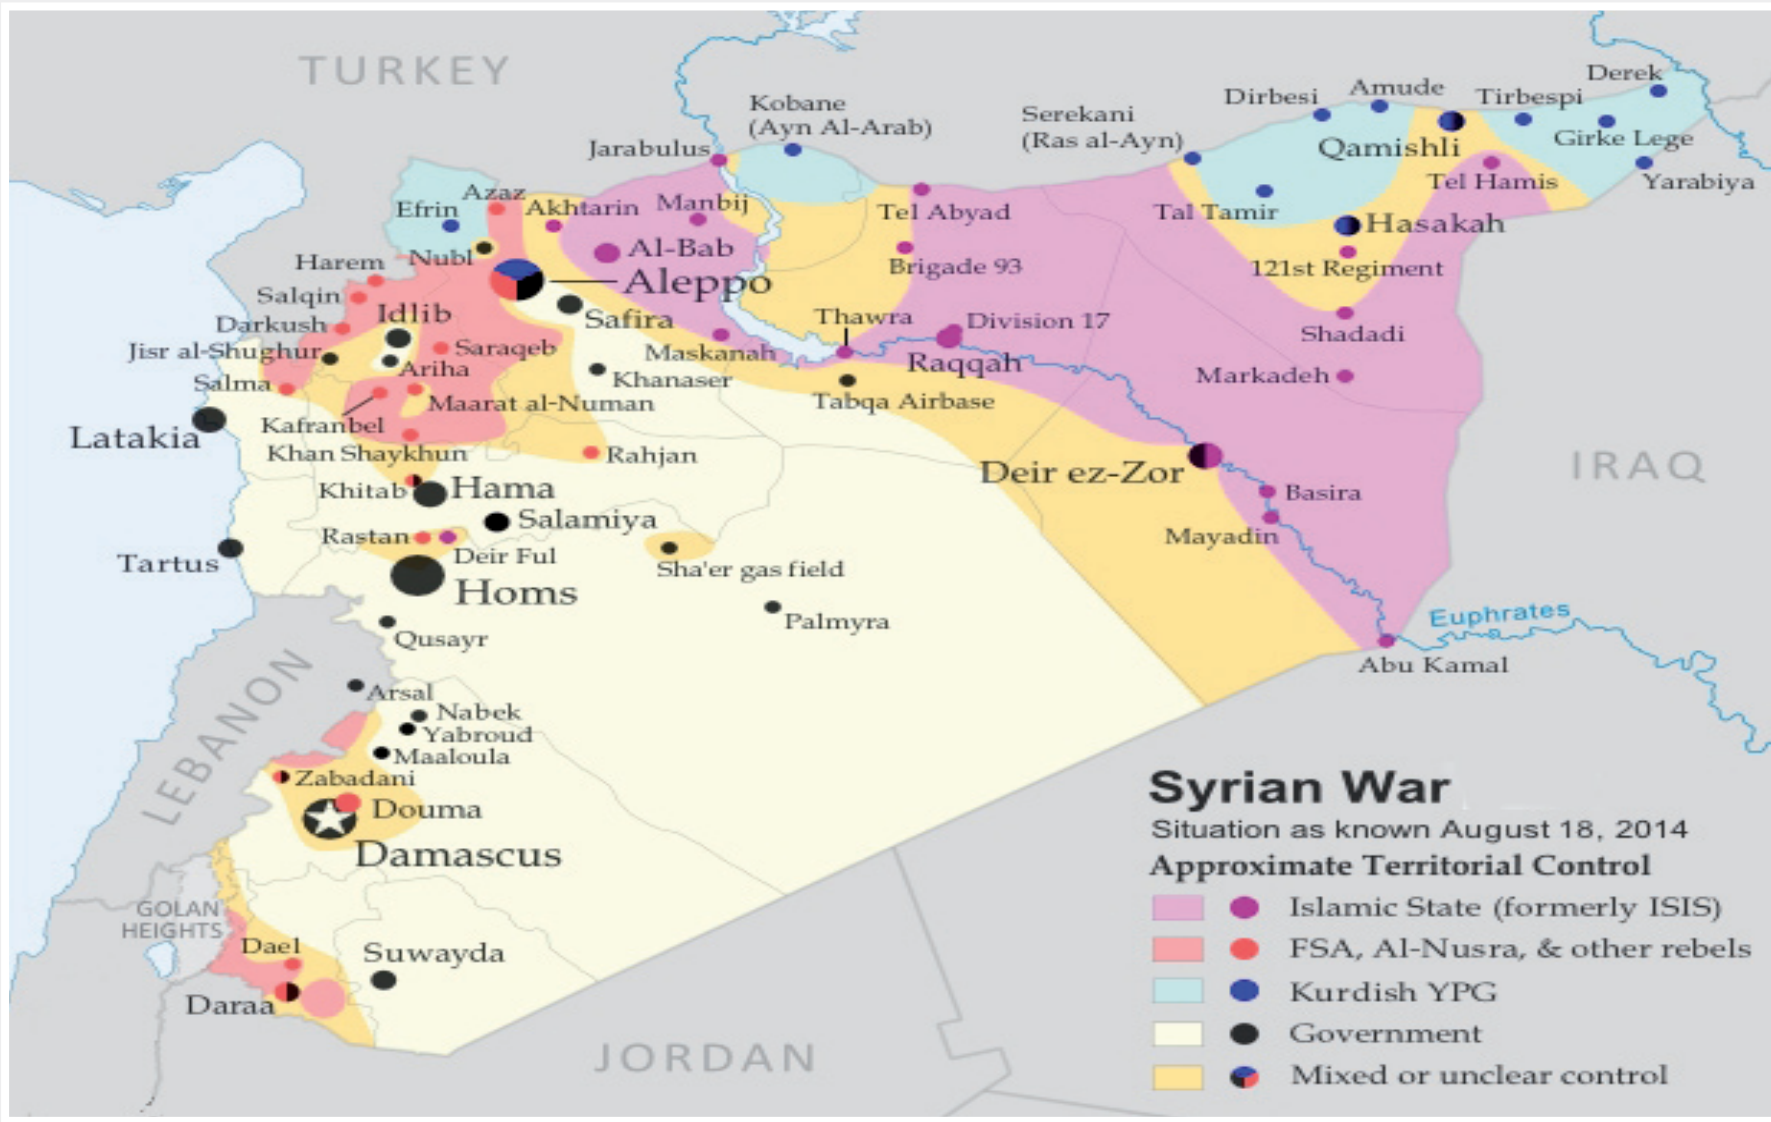 TURKEY
Kobane
(Ayn Al-Arab)
Serekani
(Ras al-Ayn)
Dirbesi
Amude
Tirbespi
Derek
Qamishli
Girke Lege
Jarabulus
Tel Hamis
Yarabiya
Azaz
Efrin
Akhtarin
Manbij
Tel Abyad
Tal Tamir
Hasakah
Nubl
Al-Bab
Harem
Aleppo
Brigade 93
121st Regiment
Salqin
Idlib
Safira
Thawra
Division 17
Shadadi
Darkush
Jisr al-Shughur
Saraqeb
Maskanah
Raqqah
Ariha
Khanaser
Markadeh
Salma
Maarat al-Numan
Tabqa Airbase
Latakia
Kafranbel
Khan Shaykhun
Rahjan
Deir ez-Zor
IRAQ
Khitab
Hama
Basira
Salamiya
Rastan
Mayadin
Deir Ful
Tartus
Sha'er gas field
Homs
Palmyra
Euphrates
Qusayr
Abu Kamal
LEBANON
Arsal
Nabek
Yabroud
Maaloula
Zabadani
Douma
Damascus
GOLAN
HEIGHTS
Dael
Suwayda
Daraa
JORDAN
Syrian War
Situation as known August 18, 2014
Approximate Territorial Control
Islamic State (formerly ISIS)
FSA, Al-Nusra, & other rebels
Kurdish YPG
Government
Mixed or unclear control